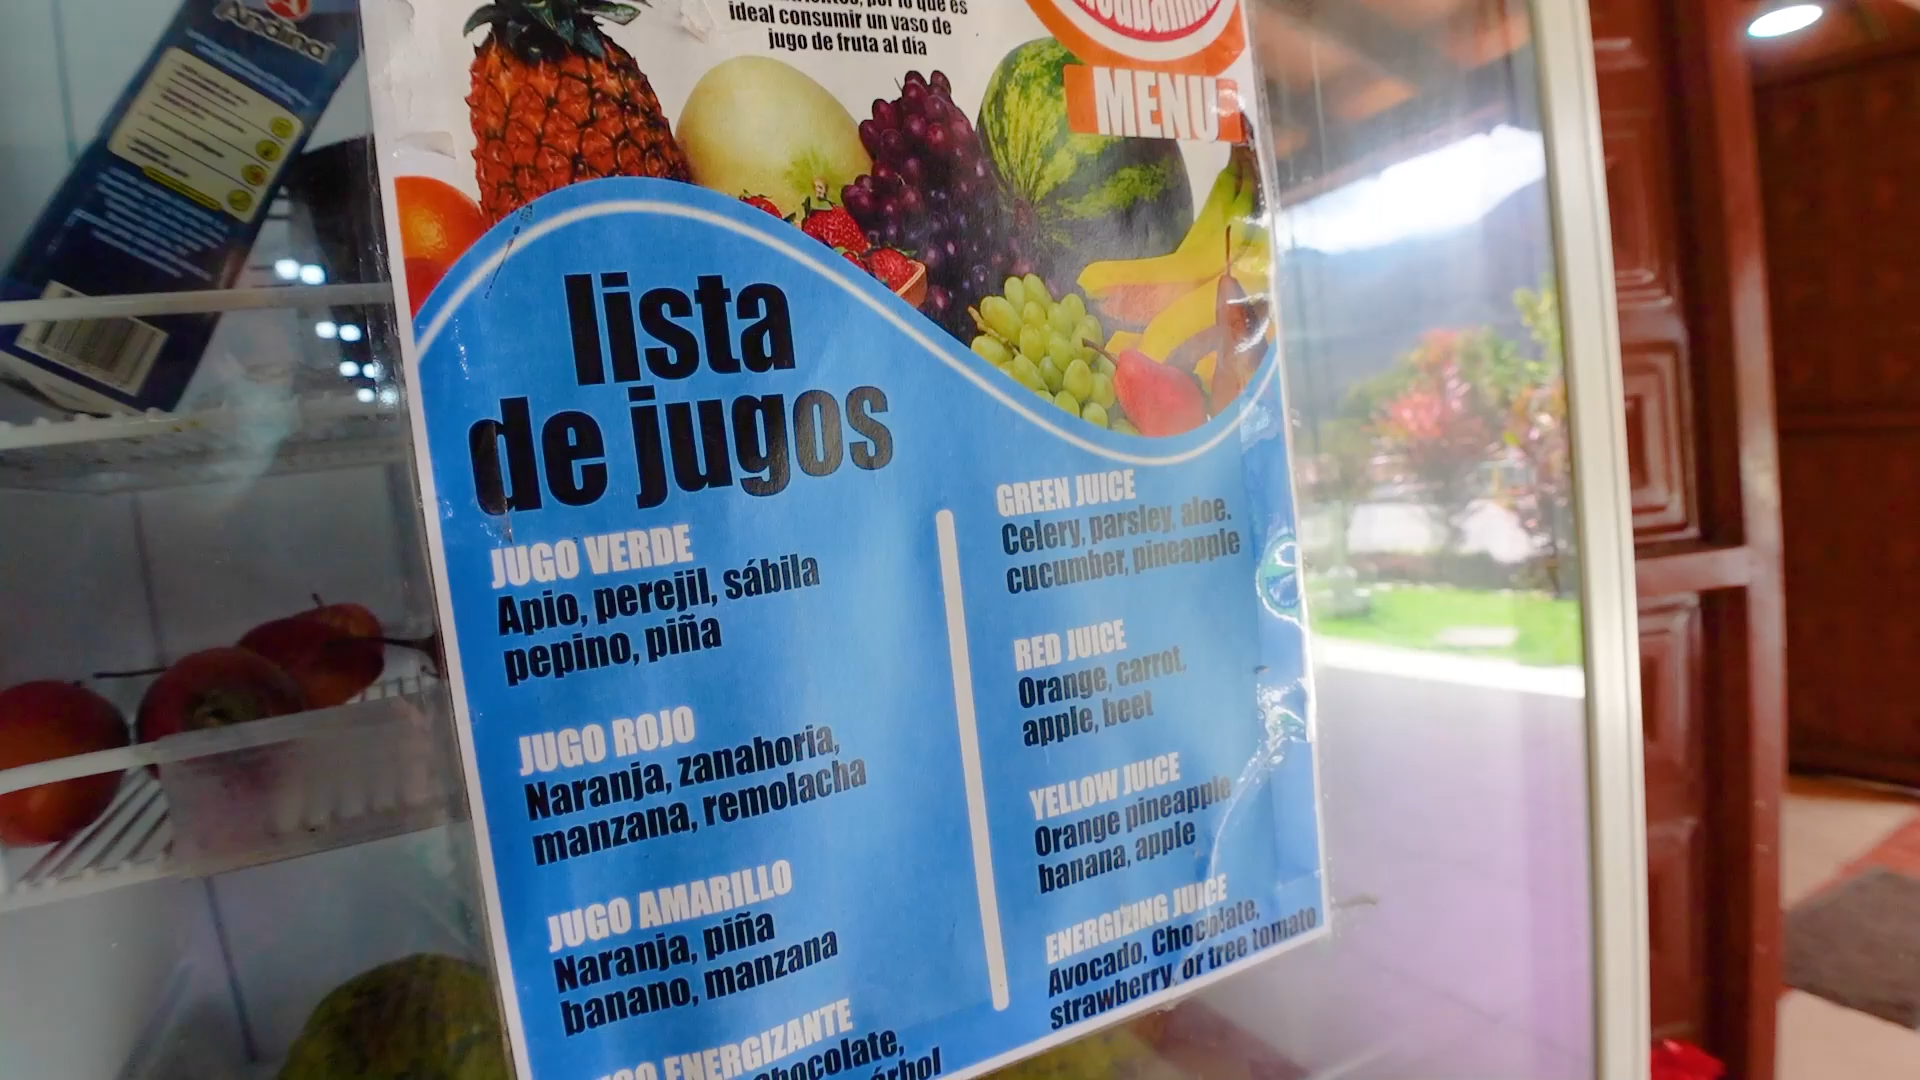 Andina
ideal consumir un vaso de
jugo de fruta al día
MENU
lista
de jugos
JUGO VERDE
Apio, perejil, sábila
pepino, piña
JUGO ROJO
Naranja, zanahoria,
manzana, remolacha
JUGO AMARILLO
Naranja, piña
banano, manzana
ENERGIZANTE
GREEN JUICE
Celery, parsley, aloe.
cucumber, pineapple
RED JUICE
Orange, carrot,
apple, beet
YELLOW JUICE
Orange pineapple
banana, apple
ENERGIZING JUICE
Avocado, Chocolate,
strawberry, or tree tomato